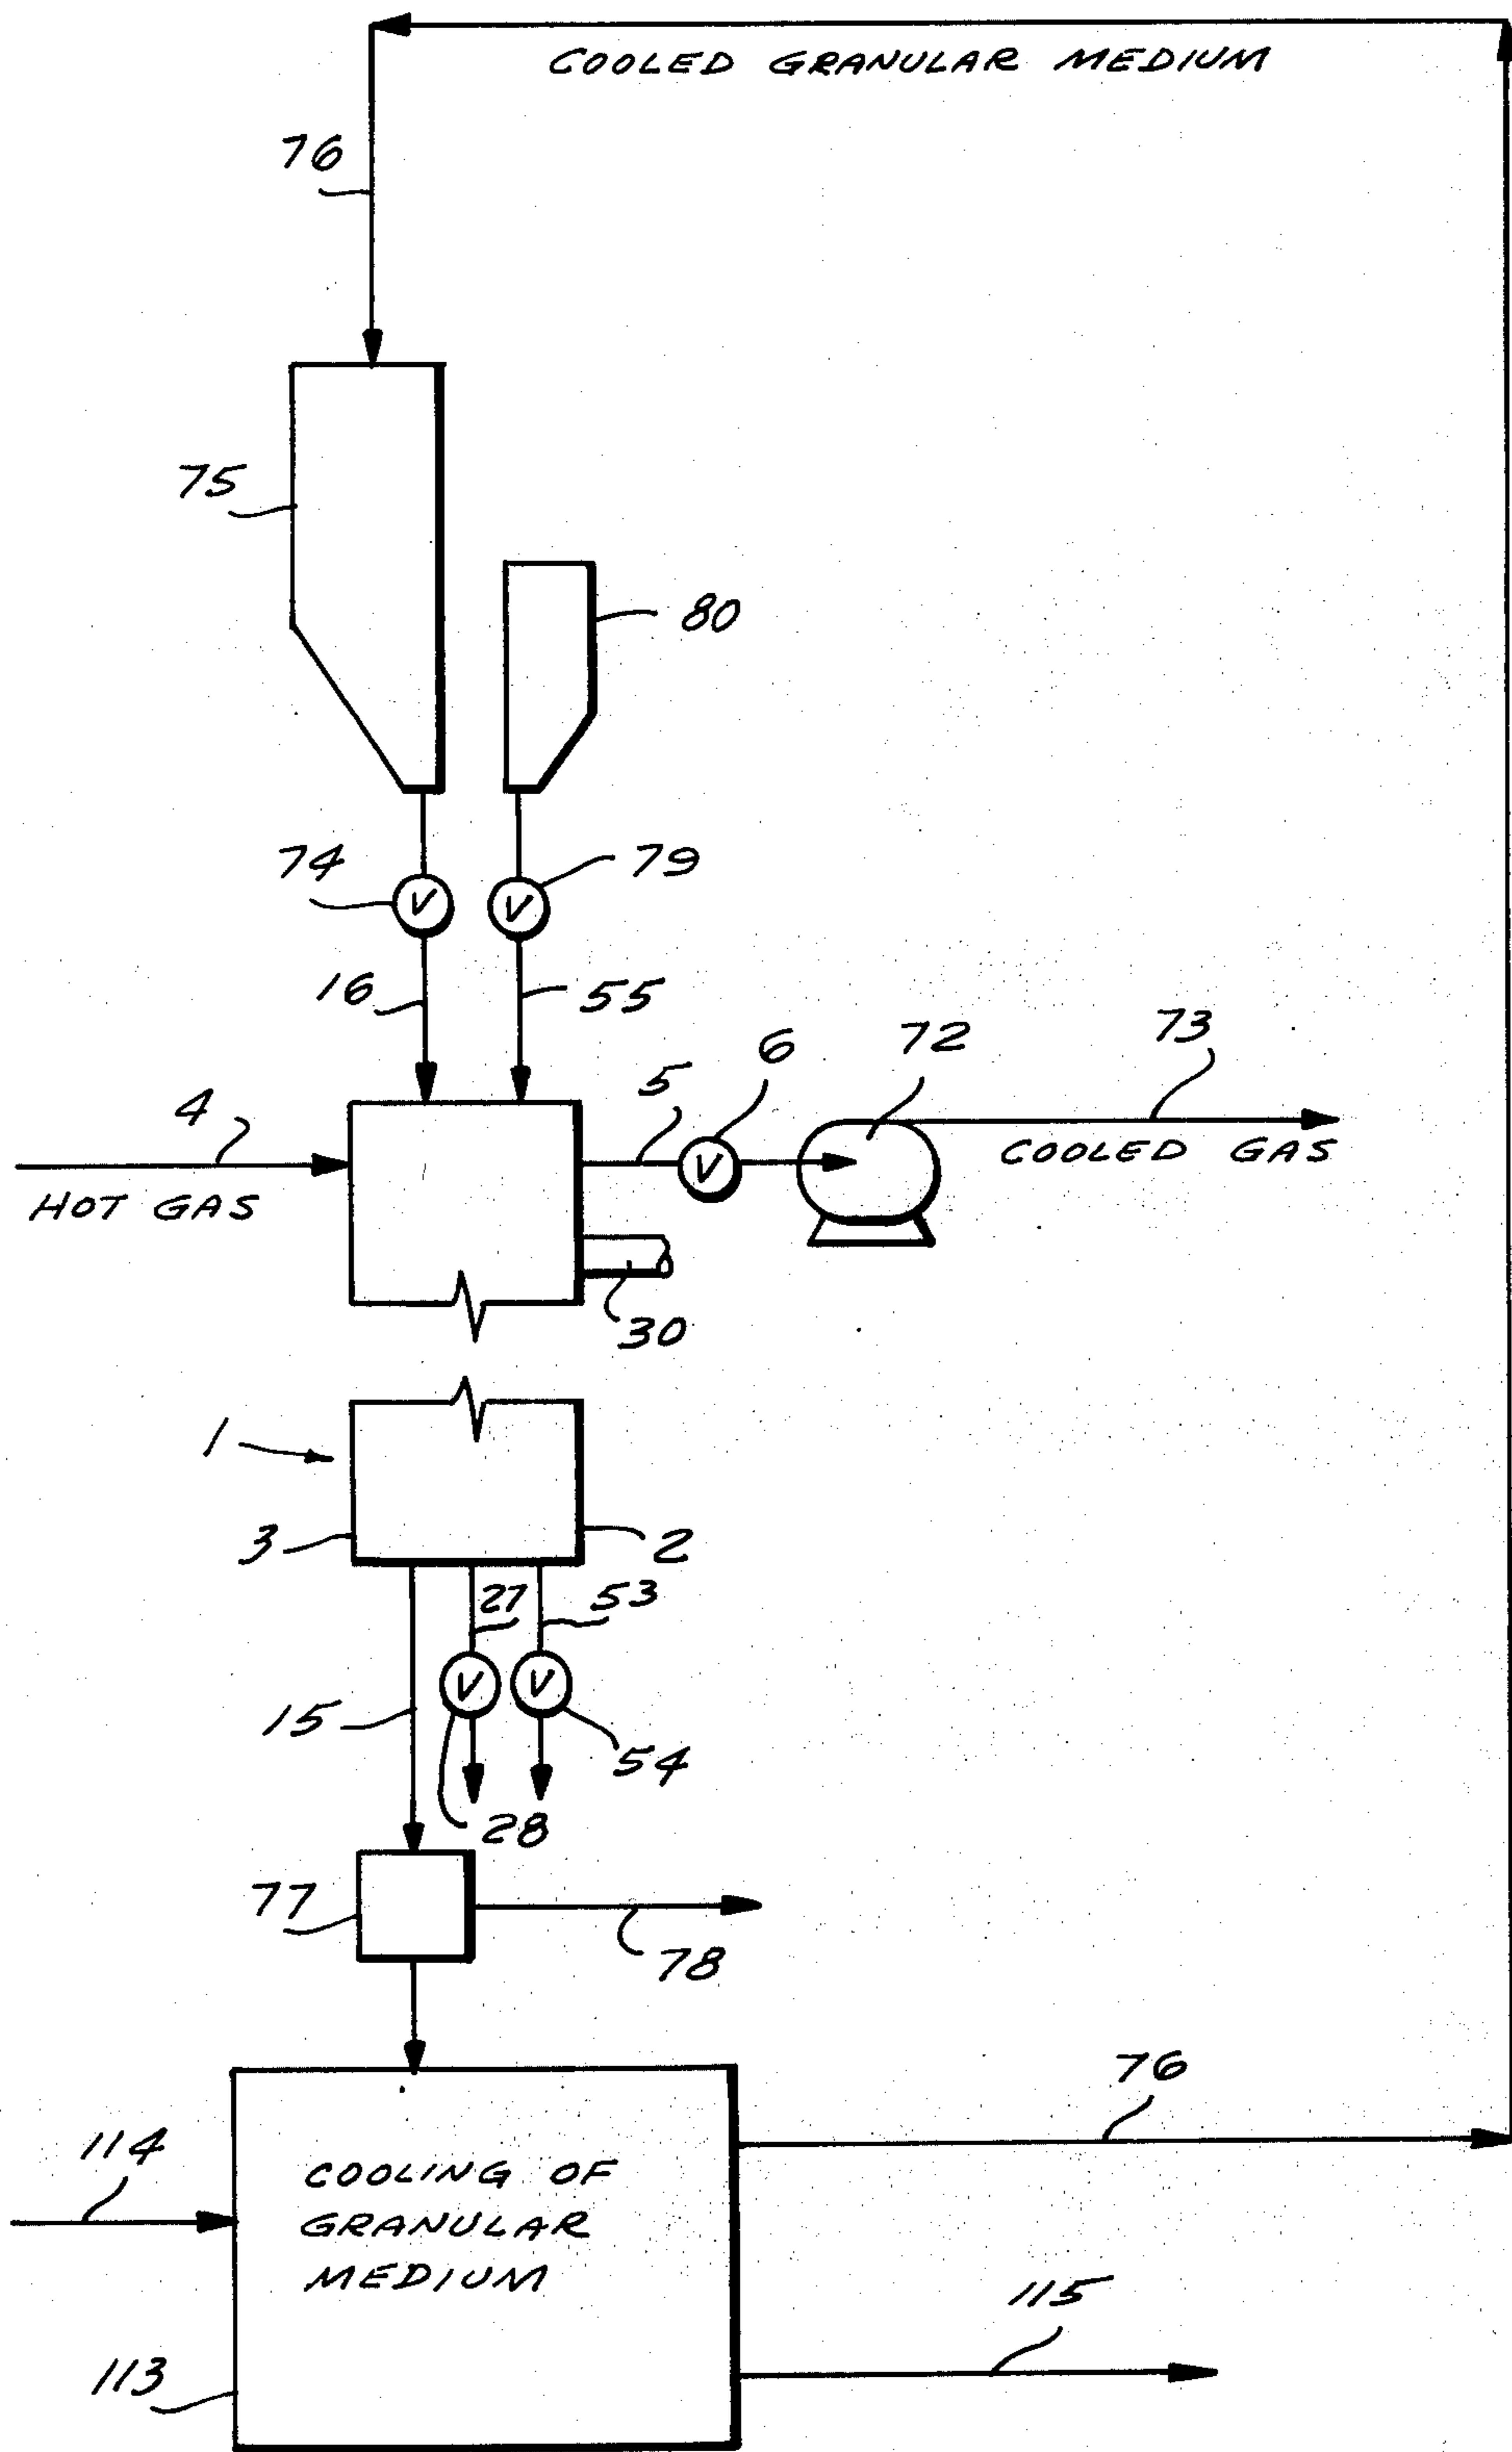 COOLED GRANULAR MEDIUM
76
75
80
74
79
V
V
16
55
4
5
6
72
73
HOT GAS
V
COOLED GAS
30
1
3
2
27
53
15
V
V
54
28
77
78
76
114
COOLING OF
GRANULAR
MEDIUM
115
113